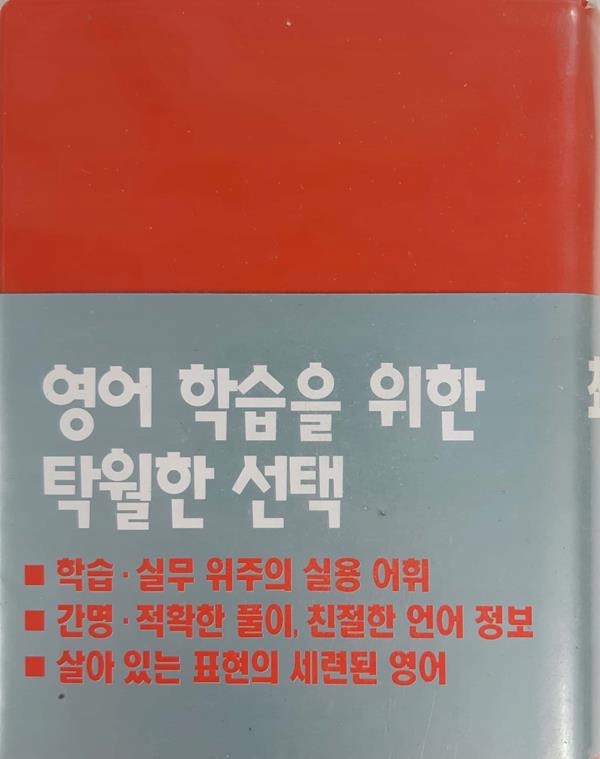 영어 학습을 위한
탁월한 선택
■ 학습·실무 위주의 실용 어휘
■ 간명·적확한 풀이, 친절한 언어 정보
■ 살아 있는 표현의 세련된 영어